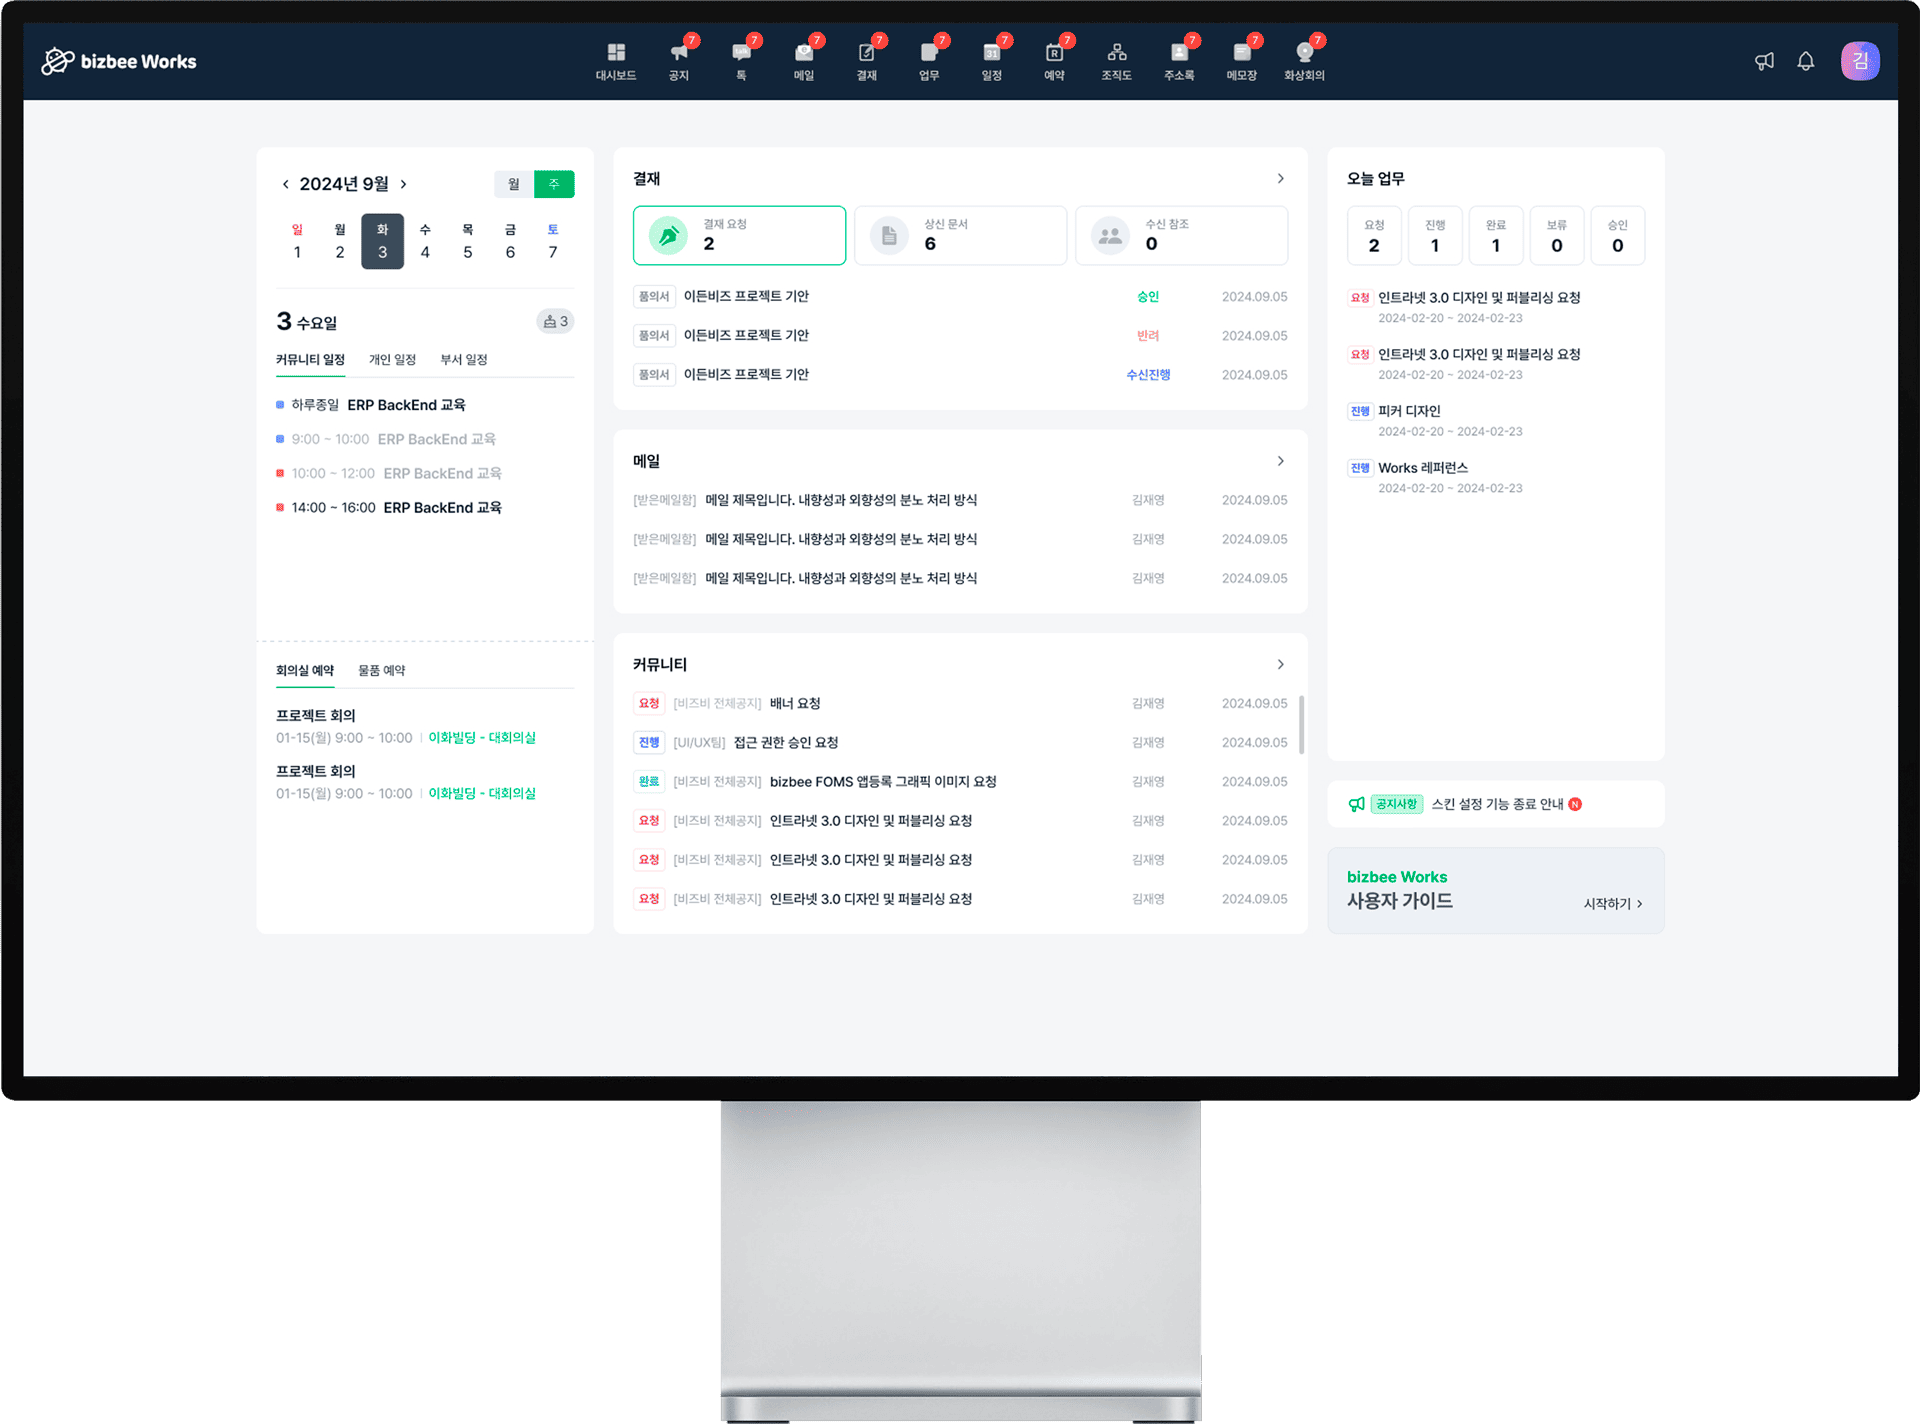 bizbee Works
대시보드
공지 7
톡 7
talk
메일 7
결재 7
업무 7
일정 7
31
예약 7
R
조직도
주소록 7
메모장 7
화상회의 7
김
2024년 9월
월 주
일 월 화 수 목 금 토
1 2 3 4 5 6 7
3 수요일
3
커뮤니티 일정 개인 일정 부서 일정
하루종일 ERP BackEnd 교육
9:00 ~ 10:00 ERP BackEnd 교육
10:00 ~ 12:00 ERP BackEnd 교육
14:00 ~ 16:00 ERP BackEnd 교육
회의실 예약 물품 예약
프로젝트 회의
01-15(월) 9:00 ~ 10:00 이화빌딩 - 대회의실
프로젝트 회의
01-15(월) 9:00 ~ 10:00 이화빌딩 - 대회의실
결재
결재 요청
2
상신 문서
6
수신 참조
0
품의서 이든비즈 프로젝트 기안 승인 2024.09.05
품의서 이든비즈 프로젝트 기안 반려 2024.09.05
품의서 이든비즈 프로젝트 기안 수신진행 2024.09.05
메일
[받은메일함] 메일 제목입니다. 내향성과 외향성의 분노 처리 방식 김재영 2024.09.05
[받은메일함] 메일 제목입니다. 내향성과 외향성의 분노 처리 방식 김재영 2024.09.05
[받은메일함] 메일 제목입니다. 내향성과 외향성의 분노 처리 방식 김재영 2024.09.05
커뮤니티
요청 [비즈비 전체공지] 배너 요청 김재영 2024.09.05
진행 [UI/UX팀] 접근 권한 승인 요청 김재영 2024.09.05
완료 [비즈비 전체공지] bizbee FOMS 앱등록 그래픽 이미지 요청 김재영 2024.09.05
요청 [비즈비 전체공지] 인트라넷 3.0 디자인 및 퍼블리싱 요청 김재영 2024.09.05
요청 [비즈비 전체공지] 인트라넷 3.0 디자인 및 퍼블리싱 요청 김재영 2024.09.05
요청 [비즈비 전체공지] 인트라넷 3.0 디자인 및 퍼블리싱 요청 김재영 2024.09.05
오늘 업무
요청 진행 완료 보류 승인
2 1 1 0 0
요청 인트라넷 3.0 디자인 및 퍼블리싱 요청
2024-02-20 ~ 2024-02-23
요청 인트라넷 3.0 디자인 및 퍼블리싱 요청
2024-02-20 ~ 2024-02-23
진행 피커 디자인
2024-02-20 ~ 2024-02-23
진행 Works 레퍼런스
2024-02-20 ~ 2024-02-23
공지사항 스킨 설정 기능 종료 안내 N
bizbee Works
사용자 가이드
시작하기